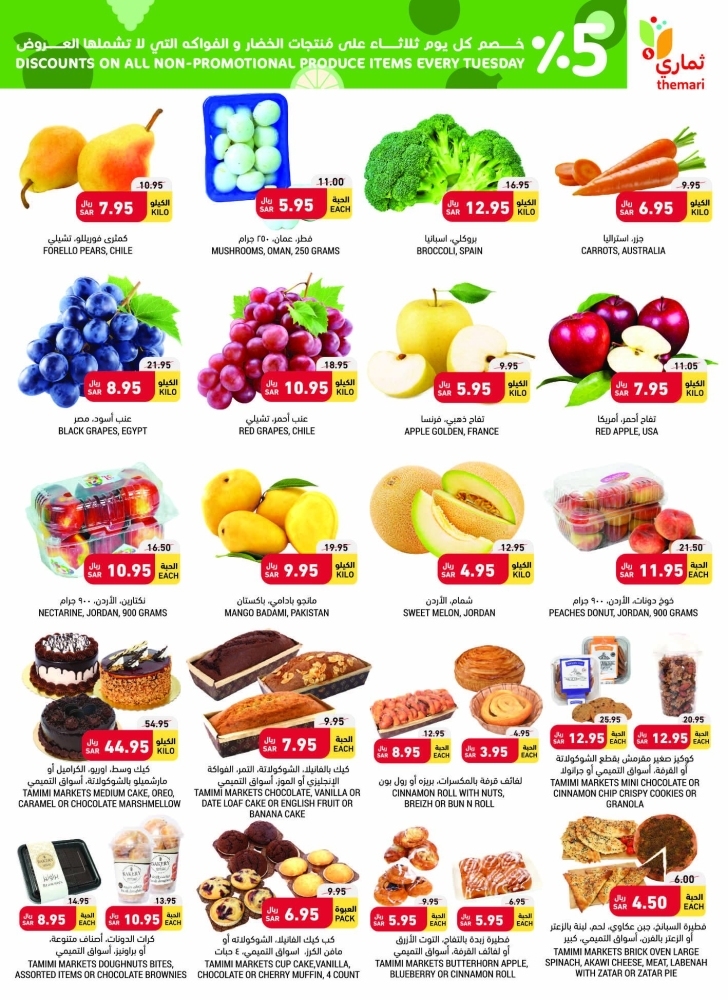 خصم كل يوم ثلاثاء على مُنتجات الخضار و الفواكه التي لا تشملها العروض
DISCOUNTS ON ALL NON-PROMOTIONAL PRODUCE ITEMS EVERY TUESDAY
%5
ثماري
themari
10.95
ريال SAR 7.95 الكيلو KILO
كمثرى فوريللو، تشيلي
FORELLO PEARS, CHILE
11.00
ريال SAR 5.95 الحبة EACH
فطر، عمان، ٢٥٠ جرام
MUSHROOMS, OMAN, 250 GRAMS
16.95
ريال SAR 12.95 الكيلو KILO
بروكلي، اسبانيا
BROCCOLI, SPAIN
9.95
ريال SAR 6.95 الكيلو KILO
جزر، استراليا
CARROTS, AUSTRALIA
21.95
ريال SAR 8.95 الكيلو KILO
عنب أسود، مصر
BLACK GRAPES, EGYPT
18.95
ريال SAR 10.95 الكيلو KILO
عنب أحمر، تشيلي
RED GRAPES, CHILE
9.95
ريال SAR 5.95 الكيلو KILO
تفاح ذهبي، فرنسا
APPLE GOLDEN, FRANCE
11.05
ريال SAR 7.95 الكيلو KILO
تفاح أحمر، أمريكا
RED APPLE, USA
16.50
ريال SAR 10.95 الحبة EACH
نكتارين، الأردن، ٩٠٠ جرام
NECTARINE, JORDAN, 900 GRAMS
19.95
ريال SAR 9.95 الكيلو KILO
مانجو بادامي، باكستان
MANGO BADAMI, PAKISTAN
12.95
ريال SAR 4.95 الكيلو KILO
شمام، الأردن
SWEET MELON, JORDAN
21.50
ريال SAR 11.95 الحبة EACH
خوخ دونات، الأردن، ٩٠٠ جرام
PEACHES DONUT, JORDAN, 900 GRAMS
54.95
ريال SAR 44.95 الكيلو KILO
كيك وسط، اوريو، الكراميل أو
مارشميلو بالشوكولاتة، أسواق التميمي
TAMIMI MARKETS MEDIUM CAKE, OREO,
CARAMEL OR CHOCOLATE MARSHMELLOW
9.95
ريال SAR 7.95 الحبة EACH
كيك بالفانيلا، الشوكولاتة، التمر، الفواكة
الإنجليزي أو الموز، أسواق التميمي
TAMIMI MARKETS CHOCOLATE, VANILLA OR
DATE LOAF CAKE OR ENGLISH FRUIT OR
BANANA CAKE
12.95
ريال SAR 8.95 الحبة EACH
4.95
ريال SAR 3.95 الحبة EACH
لفائف قرفة بالمكسرات، بريزه أو رول بون
CINNAMON ROLL WITH NUTS,
BREIZH OR BUN N ROLL
25.95
ريال SAR 12.95 الحبة EACH
20.95
ريال SAR 12.95 الحبة EACH
كوكيز صغير مقرمش بقطع الشوكولاتة
أو القرفة، أسواق التميمي أو جرانولا
TAMIMI MARKETS MINI CHOCOLATE OR
CINNAMON CHIP CRISPY COOKIES OR
GRANOLA
14.95
ريال SAR 8.95 الحبة EACH
13.95
ريال SAR 10.95 الحبة EACH
BAKERY
BAKERY
كرات الدونات، أصناف متنوعة،
أو براونيز، أسواق التميمي
TAMIMI MARKETS DOUGHNUTS BITES,
ASSORTED ITEMS OR CHOCOLATE BROWNIES
9.95
ريال SAR 6.95 العبوة PACK
كب كيك الفانيلا، الشوكولاته أو
مافن الكرز، اسواق التميمي، ٤ حبات
TAMIMI MARKETS CUP CAKE,VANILLA,
CHOCOLATE OR CHERRY MUFFIN, 4 COUNT
9.95
ريال SAR 5.95 الحبة EACH
9.95
ريال SAR 5.95 الحبة EACH
فطيرة زبدة بالتفاح، التوت الأزرق
أو القرفة، أسواق التميمي
TAMIMI MARKETS BUTTERHORN APPLE,
BLUEBERRY OR CINNAMON ROLL
6.00
ريال SAR 4.50 الحبة EACH
فطيرة السبانخ، جبن عكاوي، لحم، لبنة بالزعتر
أو الزعتر بالفرن، أسواق التميمي، كبير
TAMIMI MARKETS BRICK OVEN LARGE
SPINACH, AKAWI CHEESE, MEAT, LABENAH
WITH ZATAR OR ZATAR PIE